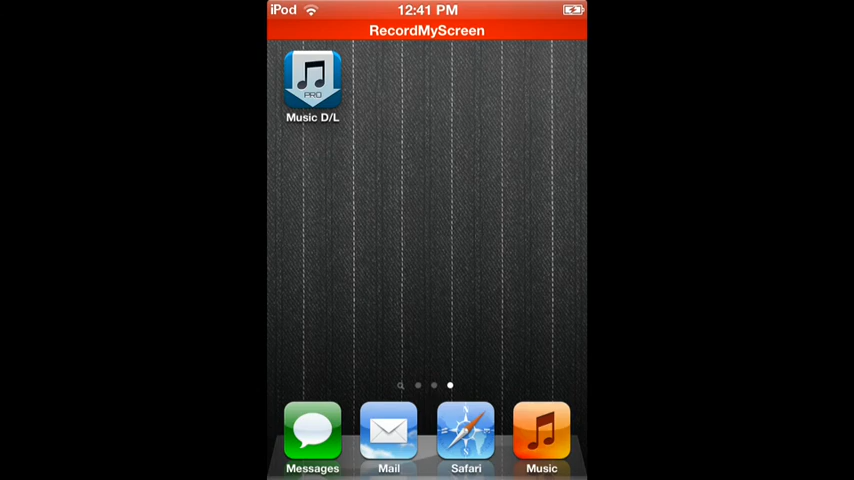 iPod 12:41 PM
RecordMyScreen
PRO
Music D/L
Messages Mail Safari Music